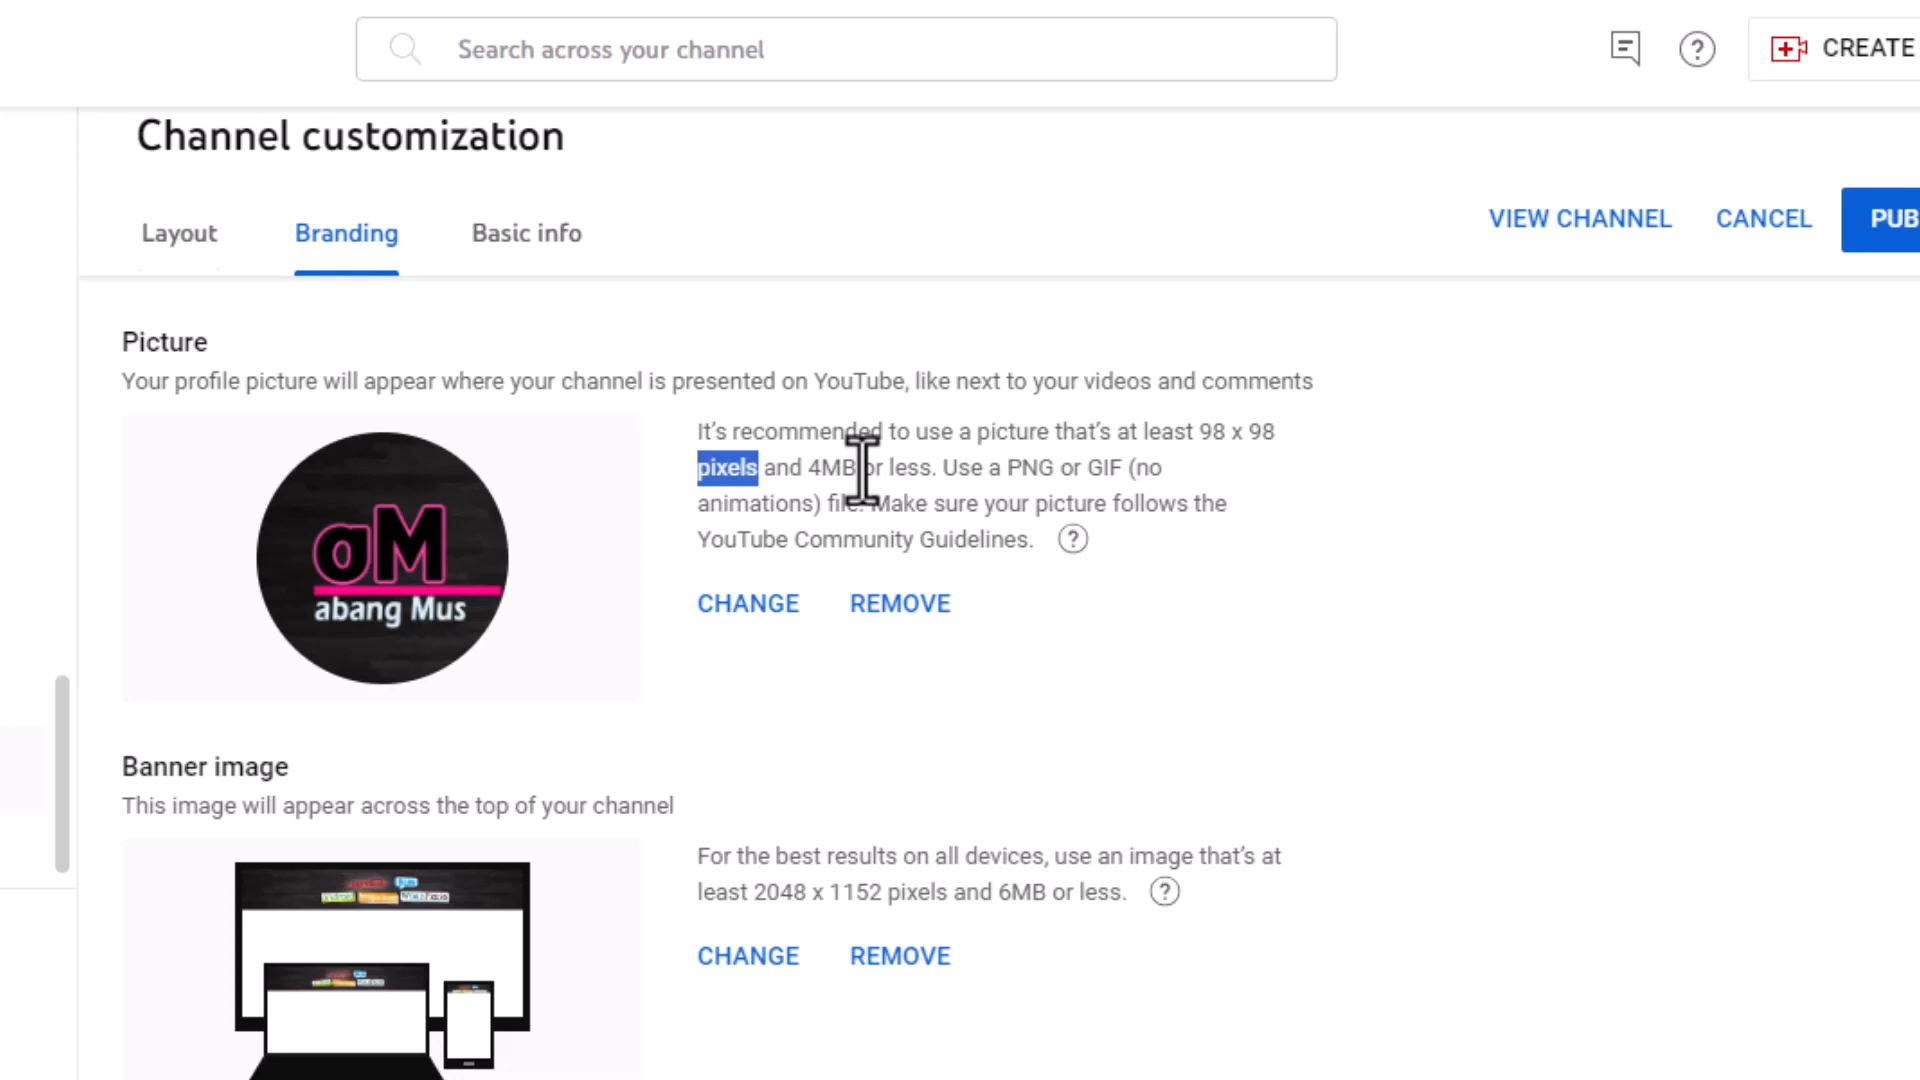 Search across your channel
CREATE
Channel customization
Layout
Branding
Basic info
VIEW CHANNEL
CANCEL
PUB
Picture
Your profile picture will appear where your channel is presented on YouTube, like next to your videos and comments
It's recommended to use a picture that's at least 98 x 98
pixels and 4MB or less. Use a PNG or GIF (no
animations) file. Make sure your picture follows the
YouTube Community Guidelines.
aM
abang Mus
CHANGE
REMOVE
Banner image
This image will appear across the top of your channel
For the best results on all devices, use an image that's at
least 2048 x 1152 pixels and 6MB or less.
CHANGE
REMOVE